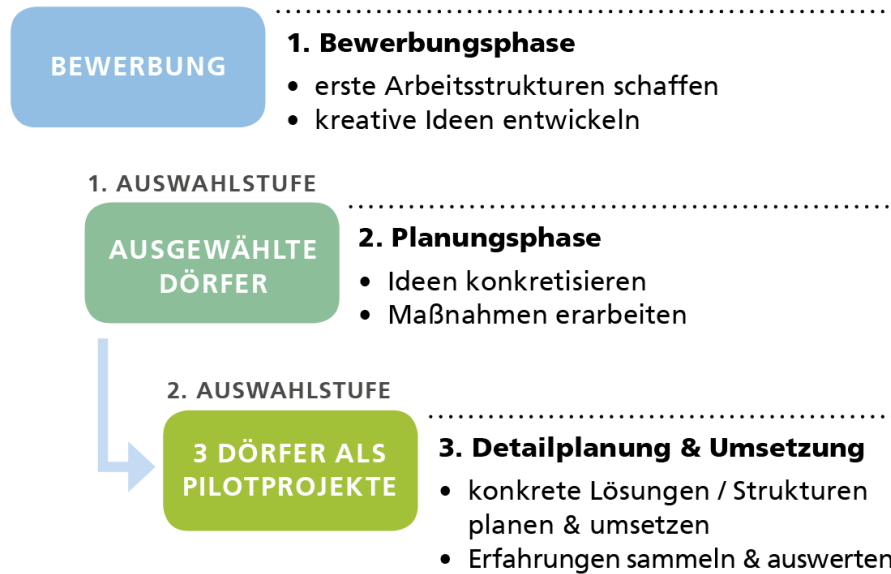 BEWERBUNG
1. Bewerbungsphase
• erste Arbeitsstrukturen schaffen
• kreative Ideen entwickeln
1. AUSWAHLSTUFE
AUSGEWÄHLTE
DÖRFER
2. Planungsphase
• Ideen konkretisieren
• Maßnahmen erarbeiten
2. AUSWAHLSTUFE
3 DÖRFER ALS
PILOTPROJEKTE
3. Detailplanung & Umsetzung
• konkrete Lösungen / Strukturen
planen & umsetzen
• Erfahrungen sammeln & auswerten